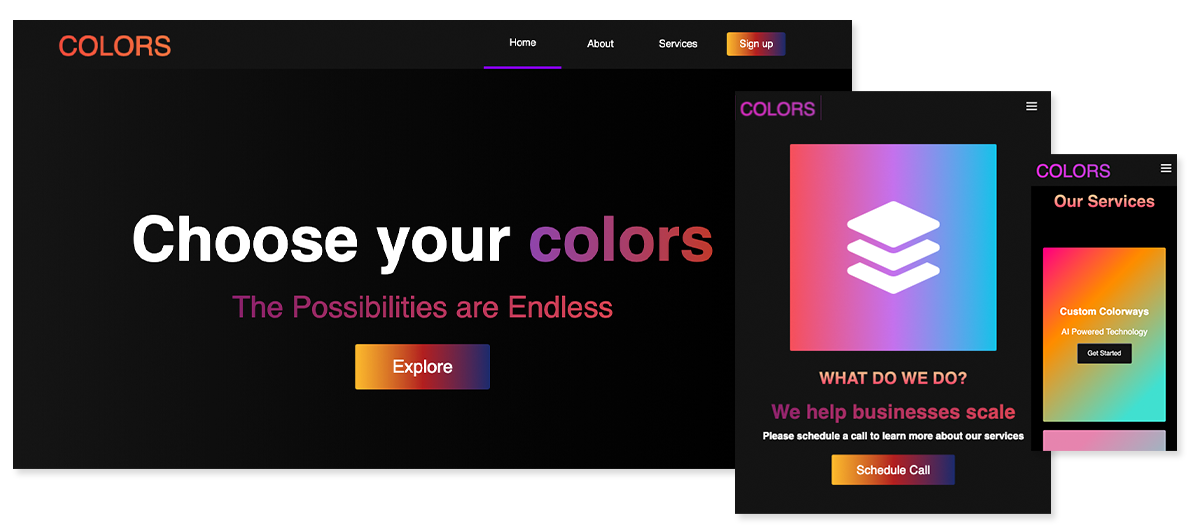 COLORS
Home About Services Sign up
Choose your colors
The Possibilities are Endless
Explore
COLORS
WHAT DO WE DO?
We help businesses scale
Please schedule a call to learn more about our services
Schedule Call
COLORS
Our Services
Custom Colorways
AI Powered Technology
Get Started